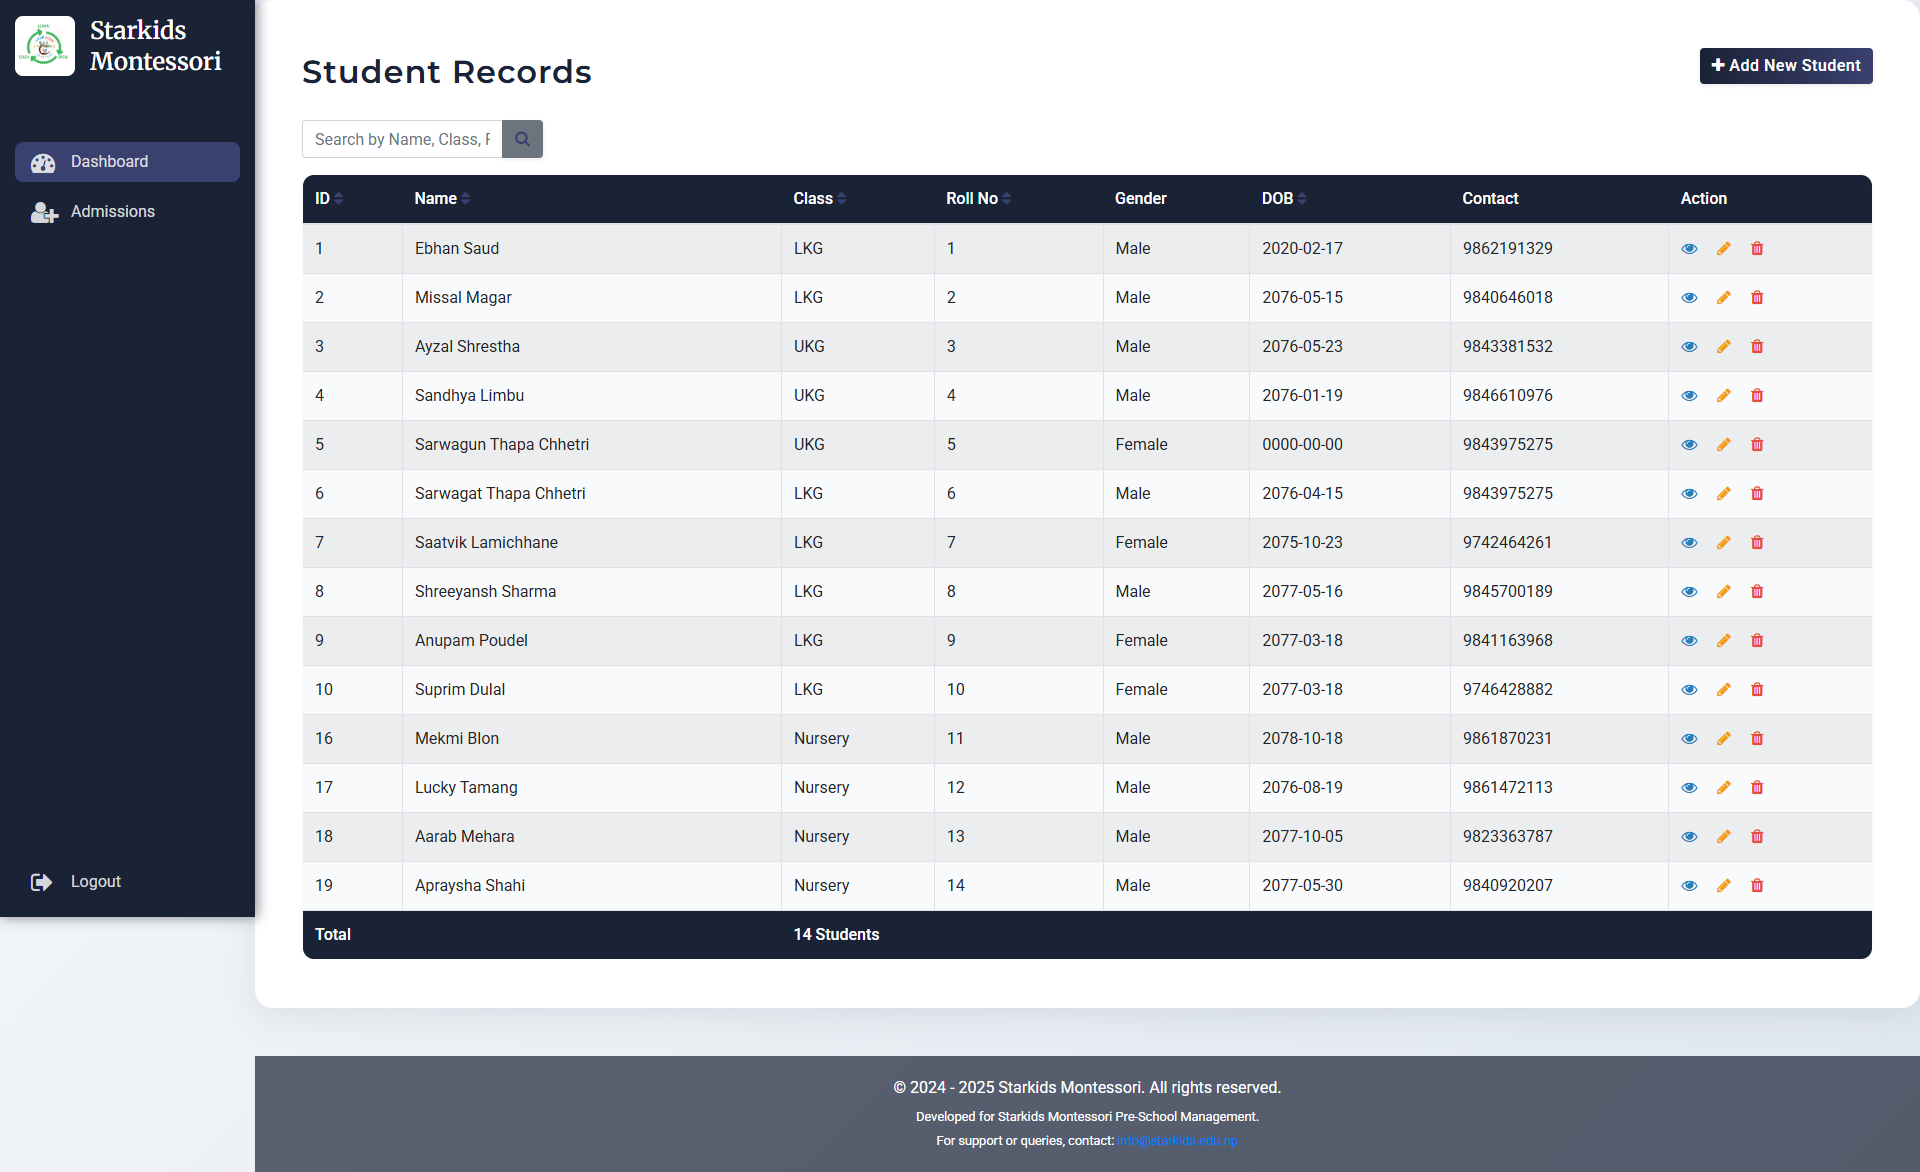 Starkids
Montessori
Dashboard
Admissions
Logout
Student Records
Add New Student
Search by Name, Class, F
ID Name Class Roll No Gender DOB Contact Action
1 Ebhan Saud LKG 1 Male 2020-02-17 9862191329
2 Missal Magar LKG 2 Male 2076-05-15 9840646018
3 Ayzal Shrestha UKG 3 Male 2076-05-23 9843381532
4 Sandhya Limbu UKG 4 Male 2076-01-19 9846610976
5 Sarwagun Thapa Chhetri UKG 5 Female 0000-00-00 9843975275
6 Sarwagat Thapa Chhetri LKG 6 Male 2076-04-15 9843975275
7 Saatvik Lamichhane LKG 7 Female 2075-10-23 9742464261
8 Shreeyansh Sharma LKG 8 Male 2077-05-16 9845700189
9 Anupam Poudel LKG 9 Female 2077-03-18 9841163968
10 Suprim Dulal LKG 10 Female 2077-03-18 9746428882
16 Mekmi Blon Nursery 11 Male 2078-10-18 9861870231
17 Lucky Tamang Nursery 12 Male 2076-08-19 9861472113
18 Aarab Mehara Nursery 13 Male 2077-10-05 9823363787
19 Apraysha Shahi Nursery 14 Male 2077-05-30 9840920207
Total 14 Students
© 2024 - 2025 Starkids Montessori. All rights reserved.
Developed for Starkids Montessori Pre-School Management.
For support or queries, contact: info@starkids.edu.np